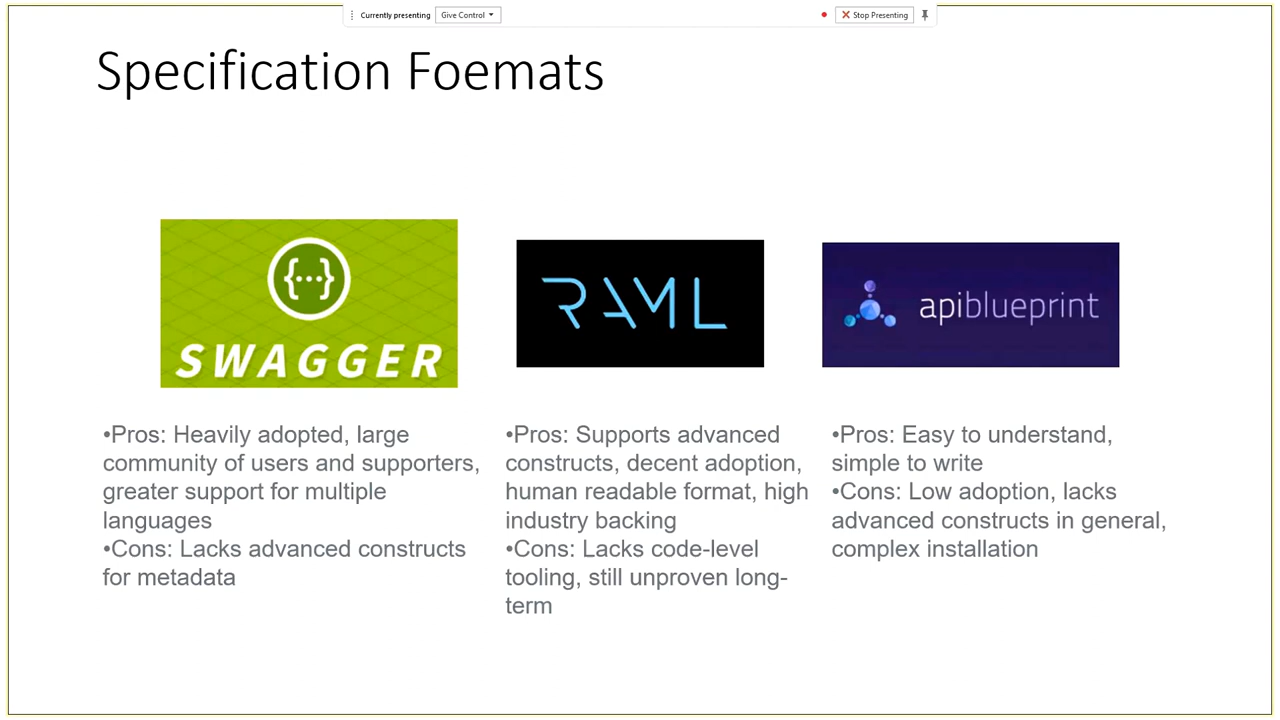 Currently presenting
Give Control
Stop Presenting
Specification Foemats
{···}
SWAGGER
RAML
apiblueprint
•Pros: Heavily adopted, large
community of users and supporters,
greater support for multiple
languages
•Cons: Lacks advanced constructs
for metadata
•Pros: Supports advanced
constructs, decent adoption,
human readable format, high
industry backing
•Cons: Lacks code-level
tooling, still unproven long-
term
•Pros: Easy to understand,
simple to write
•Cons: Low adoption, lacks
advanced constructs in general,
complex installation